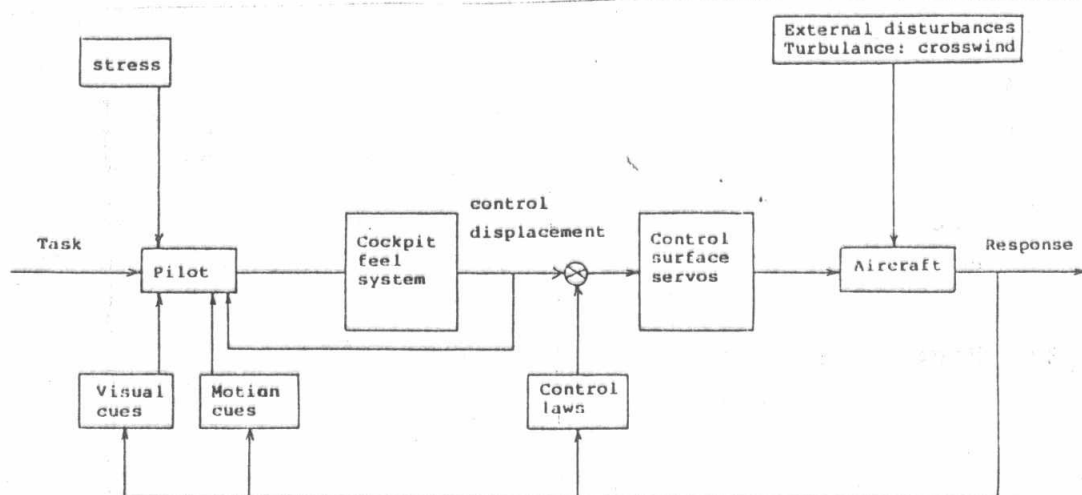 External disturbances
Turbulance: crosswind
stress
control
displacement
Task
Pilot
Cockpit
feel
system
Control
surface
servos
Aircraft
Response
Visual
cues
Motion
cues
Control
laws